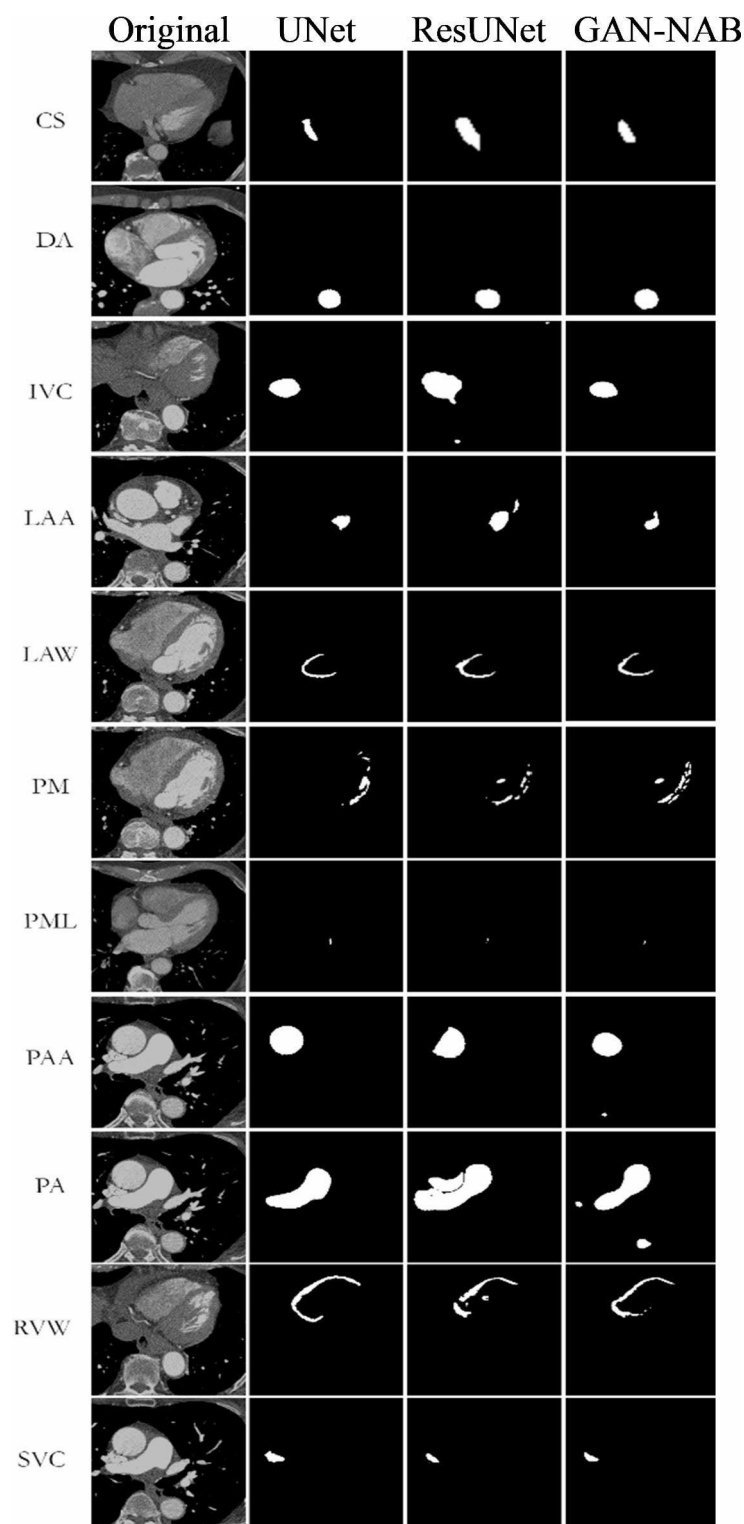 Original UNet ResUNet GAN-NAB
CS
DA
IVC
LAA
LAW
PM
PML
PAA
PA
RVW
SVC